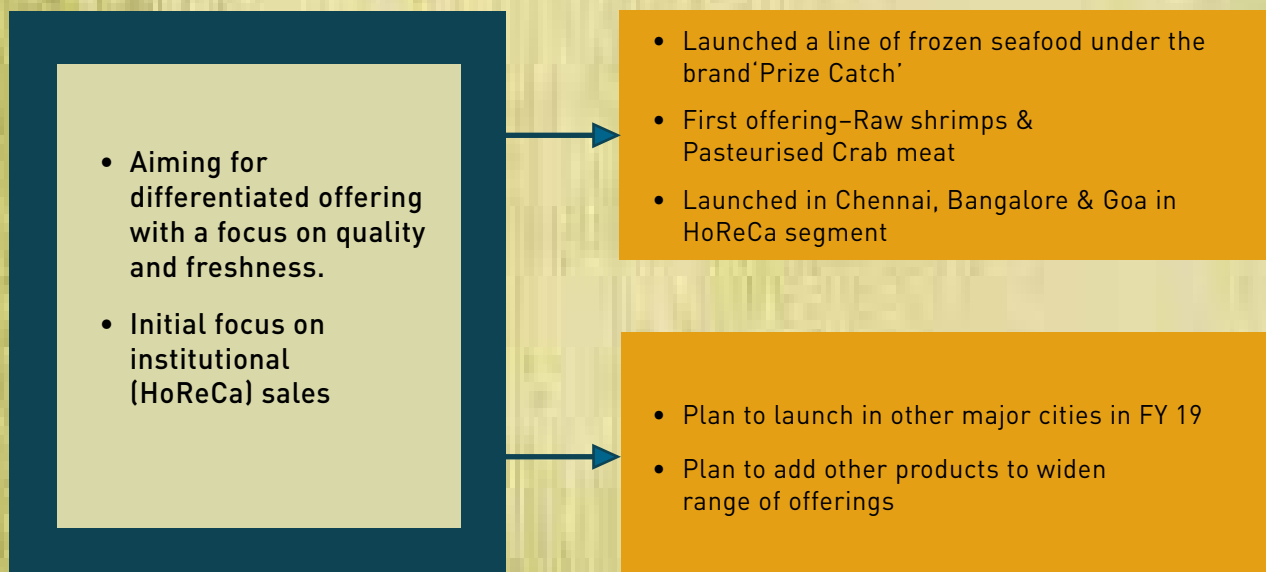 • Aiming for
differentiated offering
with a focus on quality
and freshness.
• Initial focus on
institutional
(HoReCa) sales
• Launched a line of frozen seafood under the
brand‘Prize Catch’
• First offering–Raw shrimps &
Pasteurised Crab meat
• Launched in Chennai, Bangalore & Goa in
HoReCa segment
• Plan to launch in other major cities in FY 19
• Plan to add other products to widen
range of offerings